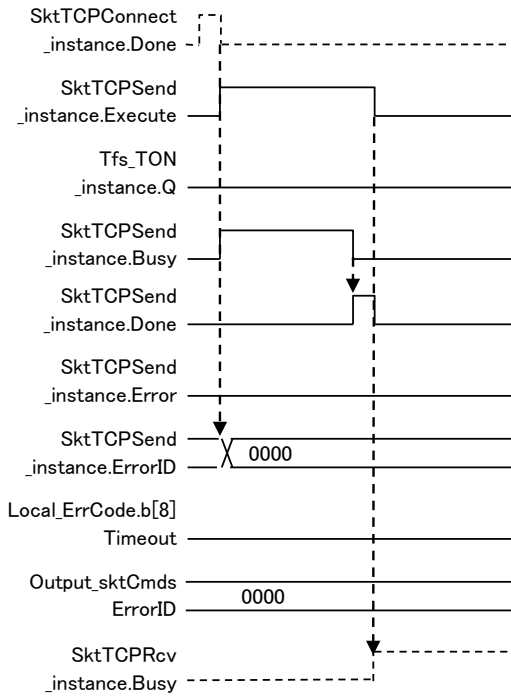 SktTCPConnect
_instance.Done
SktTCPSend
_instance.Execute
Tfs_TON
_instance.Q
SktTCPSend
_instance.Busy
SktTCPSend
_instance.Done
SktTCPSend
_instance.Error
SktTCPSend
_instance.ErrorID
0000
Local_ErrCode.b[8]
Timeout
Output_sktCmds
ErrorID
0000
SktTCPRcv
_instance.Busy